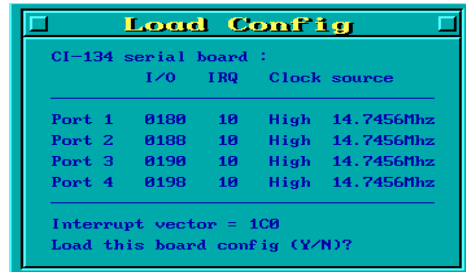 Load Config
CI-134 serial board :
I/O IRQ Clock source
Port 1 0180 10 High 14.7456Mhz
Port 2 0188 10 High 14.7456Mhz
Port 3 0190 10 High 14.7456Mhz
Port 4 0198 10 High 14.7456Mhz
Interrupt vector = 1C0
Load this board config (Y/N)?